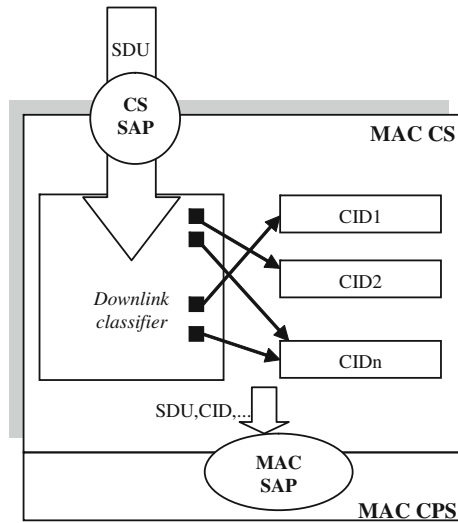 SDU
CS
SAP
MAC CS
CID1
CID2
Downlink
classifier
CIDn
SDU,CID,...
MAC
SAP
MAC CPS